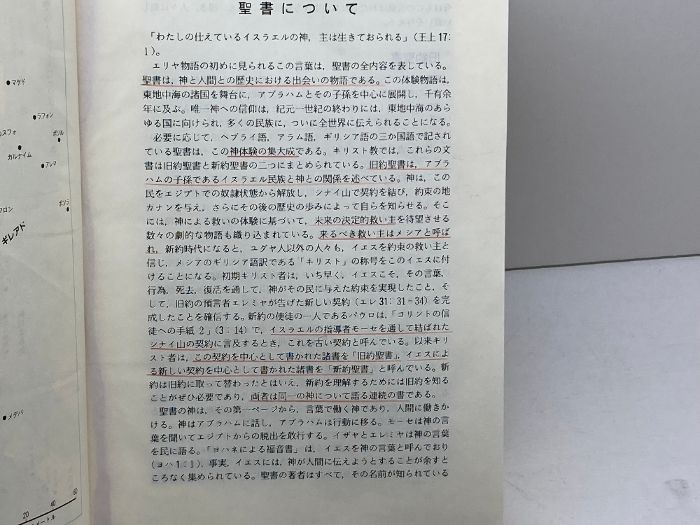 聖書について
「わたしの仕えているイスラエルの神，主は生きておられる」（王上17：
1）。
エリヤ物語の初めに見られるこの言葉は，聖書の全内容を表している。
聖書は，神と人間との歴史における出会いの物語である。この体験物語は，
東地中海の諸国を舞台に，アブラハムとその子孫を中心に展開し，千有余
年に及ぶ。唯一神への信仰は，紀元一世紀の終わりには，東地中海のあら
ゆる国に向けられ，多くの民族に，ついに全世界に伝えられることになる。
必要に応じて，ヘブライ語，アラム語，ギリシア語の三か国語で記され
ている聖書は，この神体験の集大成である。キリスト教では，これらの文
書は旧約聖書と新約聖書の二つにまとめられている。旧約聖書は，アブラ
ハムの子孫であるイスラエル民族と神との関係を述べている。神は，この
民をエジプトでの奴隷状態から解放し，シナイ山で契約を結び，約束の地
カナンを与え，さらにその後の歴史の歩みによって自らを知らせる。そこ
には，神による救いの体験に基づいて，未来の決定的救い主を待望させる
数々の劇的な物語も織り込まれている。来るべき救い主はメシアと呼ば
れ，新約時代になると，ユダヤ人以外の人々も，イエスを約束の救い主と
信じ，メシアのギリシア語訳である「キリスト」の称号をこのイエスに付
けることになる。初期キリスト者は，いち早く，イエスこそ，その言葉，
行為，死去，復活を通して，神がその民に与えた約束を実現したこと，そ
して，旧約の預言者エレミヤが告げた新しい契約（エレ31：31－34）を完
成したことを確信する。新約の使徒の一人であるパウロは，「コリントの信
徒への手紙 2」（3：14）で，イスラエルの指導者モーセを通して結ばれた
シナイ山の契約に言及するとき，これを古い契約と呼んでいる。以来キリ
スト者は，この契約を中心として書かれた諸書を「旧約聖書」，イエスによ
る新しい契約を中心として書かれた諸書を「新約聖書」と呼んでいる。新
約は旧約に取って替わったとはいえ，新約を理解するためには旧約を知る
ことがぜひ必要であり，両者は同一の神について語る連続の書である。
聖書の神は，その第一ページから，言葉で働く神であり，人間に働きか
ける。神はアブラハムに話し，アブラハムは行動に移る。モーセは神の言
葉を聞いてエジプトからの脱出を敢行する。イザヤとエレミヤは神の言葉
を民に語る。「ヨハネによる福音書」は，イエスを神の言葉と呼んでおり
（ヨハ1：1），事実，イエスには，神が人間に伝えようとすることが余すと
ころなく集められている。聖書の著者はすべて，その名前が知られている
マケド
ラフォン
カルナイム
ギレアド
メデバ
20 40 60